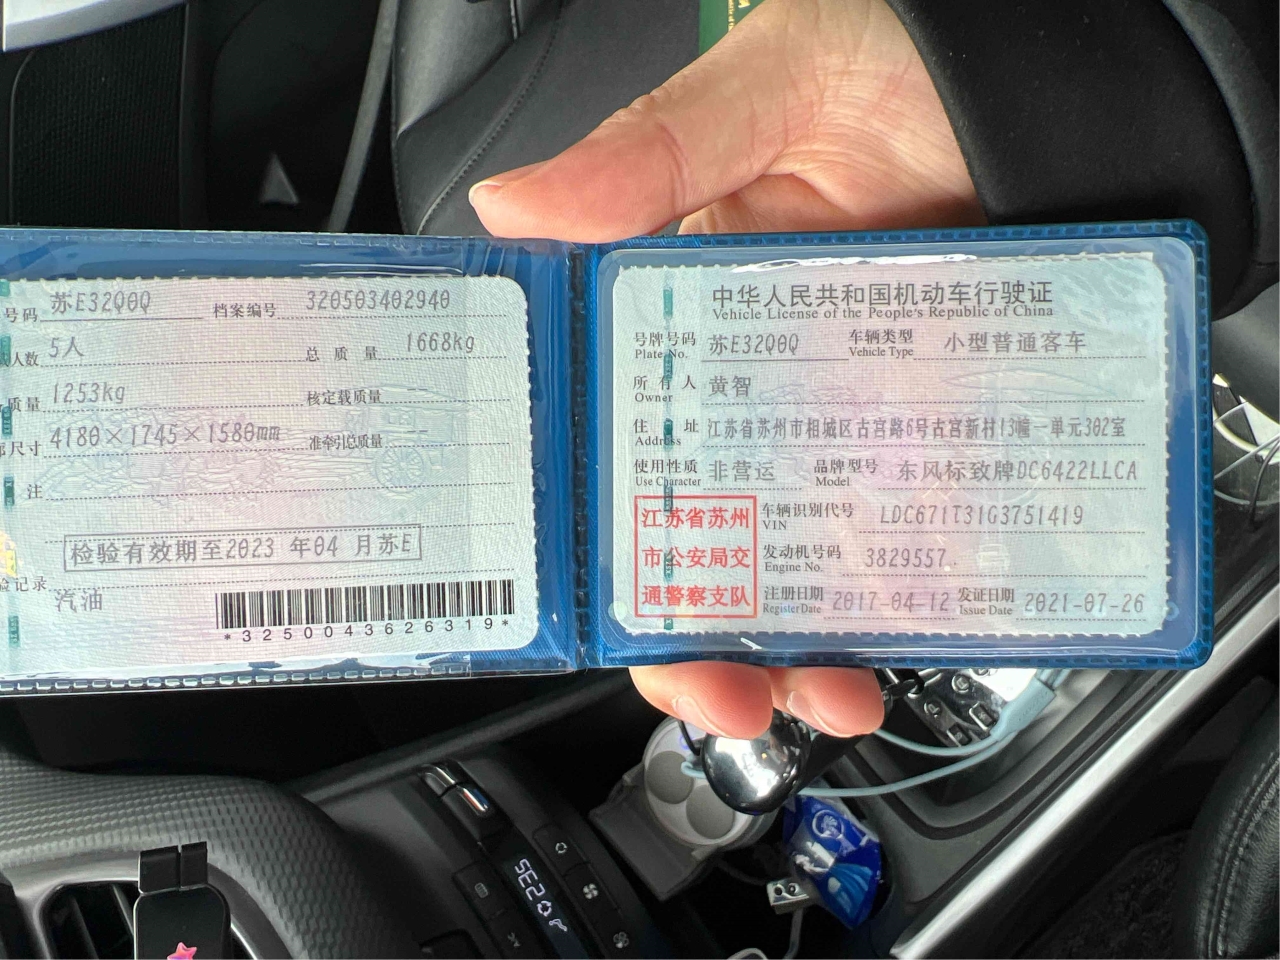 号码 苏E32Q0Q 档案编号 320503402940
人数 5人 总质量 1668kg
质量 1253kg 核定载质量
尺寸 4180×1745×1580mm 准牵引总质量
注
检验有效期至2023 年04 月苏E
记录 汽油
*3250043626319*
中华人民共和国机动车行驶证
Vehicle License of the People's Republic of China
号牌号码 苏E32Q0Q 车辆类型 小型普通客车
Plate No. Vehicle Type
所有人 黄智
Owner
住址 江苏省苏州市相城区古宫路6号古宫新村13幢一单元302室
Address
使用性质 非营运 品牌型号 东风标致牌DC6422LLCA
Use Character Model
江苏省苏州
市公安局交
通警察支队
车辆识别代号 LDC671T31G3751419
VIN
发动机号码 3829557
Engine No.
注册日期 2017-04-12 发证日期 2021-07-26
Register Date Issue Date